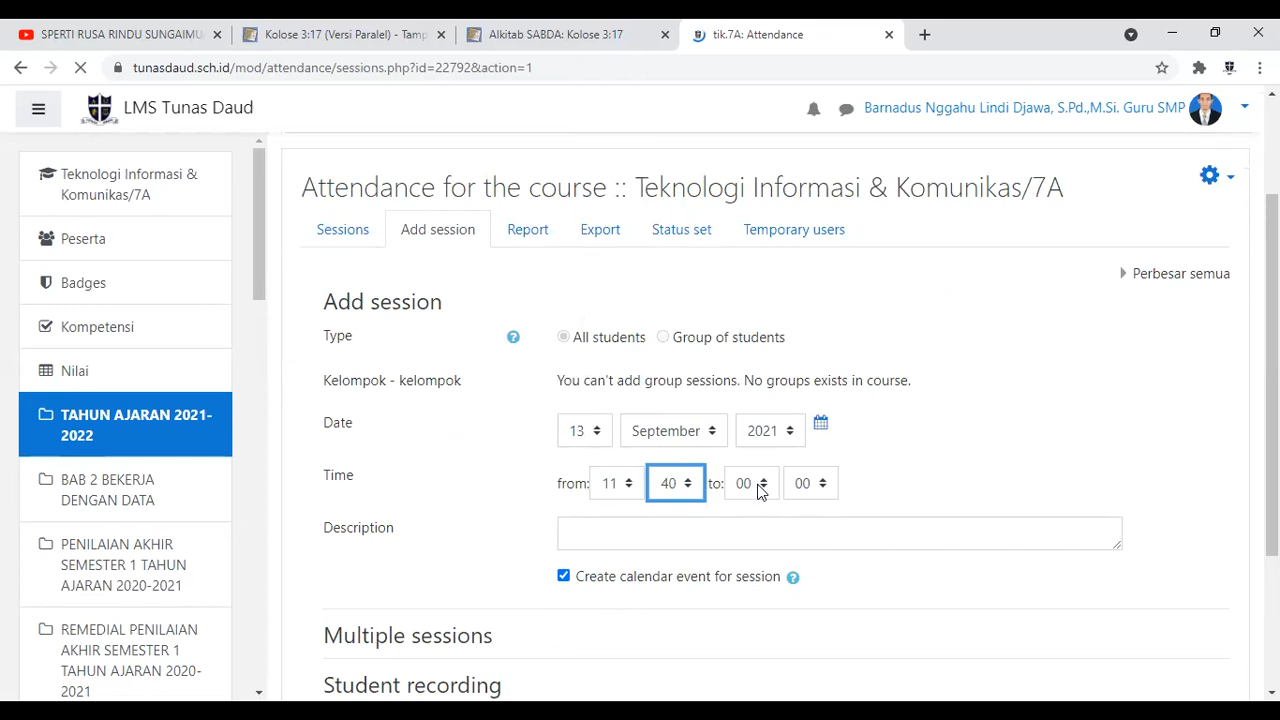 SPERTI RUSA RINDU SUNGAIMU
Kolose 3:17 (Versi Paralel) - Tamp
Alkitab SABDA: Kolose 3:17
tik.7A: Attendance
tunasdaud.sch.id/mod/attendance/sessions.php?id=22792&action=1
LMS Tunas Daud
Barnadus Nggahu Lindi Djawa, S.Pd.,M.Si. Guru SMP
Teknologi Informasi &
Komunikas/7A
Peserta
Badges
Kompetensi
Nilai
TAHUN AJARAN 2021-
2022
BAB 2 BEKERJA
DENGAN DATA
PENILAIAN AKHIR
SEMESTER 1 TAHUN
AJARAN 2020-2021
REMEDIAL PENILAIAN
AKHIR SEMESTER 1
TAHUN AJARAN 2020-
2021
Attendance for the course :: Teknologi Informasi & Komunikas/7A
Sessions Add session Report Export Status set Temporary users
Perbesar semua
Add session
Type All students Group of students
Kelompok - kelompok You can't add group sessions. No groups exists in course.
Date 13 September 2021
Time from: 11 40 to: 00 00
Description
Create calendar event for session
Multiple sessions
Student recording